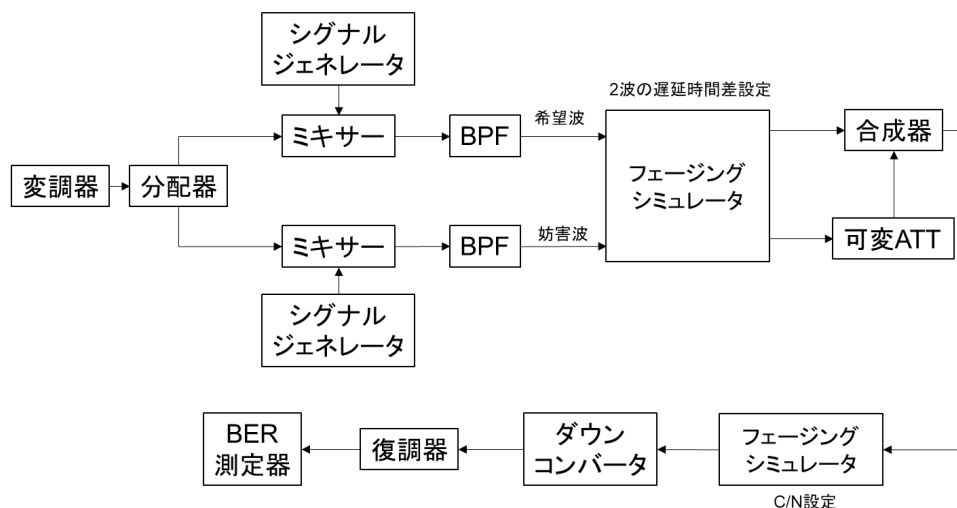 シグナル
ジェネレータ
2波の遅延時間差設定
ミキサー
BPF
希望波
合成器
変調器
分配器
フェージング
シミュレータ
ミキサー
BPF
妨害波
可変ATT
シグナル
ジェネレータ
BER
測定器
復調器
ダウン
コンバータ
フェージング
シミュレータ
C/N設定